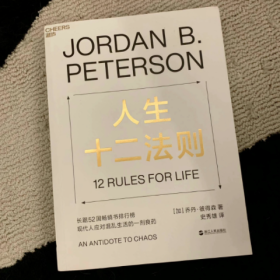 CHEERS
湛庐
JORDAN B.
PETERSON
人生
十二法则
12 RULES FOR LIFE
长踞52国畅销书排行榜
现代人应对混乱生活的一剂良药
AN ANTIDOTE TO CHAOS
[加] 乔丹·彼得森 著
史秀雄 译
浙江人民出版社